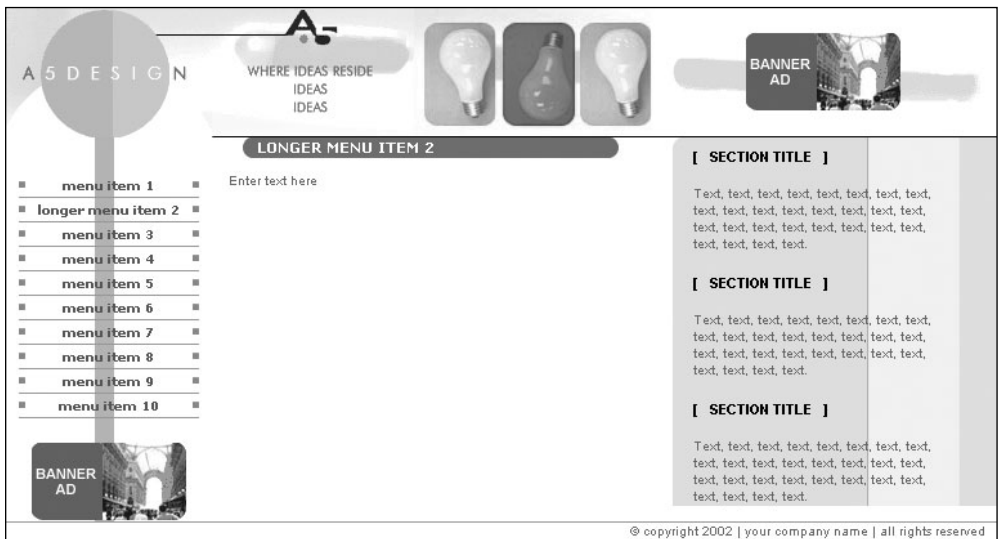 A 5 D E S I G N
A5
WHERE IDEAS RESIDE
IDEAS
IDEAS
BANNER
AD
menu item 1
longer menu item 2
menu item 3
menu item 4
menu item 5
menu item 6
menu item 7
menu item 8
menu item 9
menu item 10
BANNER
AD
LONGER MENU ITEM 2
Enter text here
[ SECTION TITLE ]
Text, text, text, text, text, text, text, text,
text, text, text, text, text, text, text, text,
text, text, text, text, text, text, text, text,
text, text, text, text.
[ SECTION TITLE ]
Text, text, text, text, text, text, text, text,
text, text, text, text, text, text, text, text,
text, text, text, text, text, text, text, text,
text, text, text, text.
[ SECTION TITLE ]
Text, text, text, text, text, text, text, text,
text, text, text, text, text, text, text, text,
text, text, text, text, text, text, text, text,
text, text, text, text.
© copyright 2002 | your company name | all rights reserved